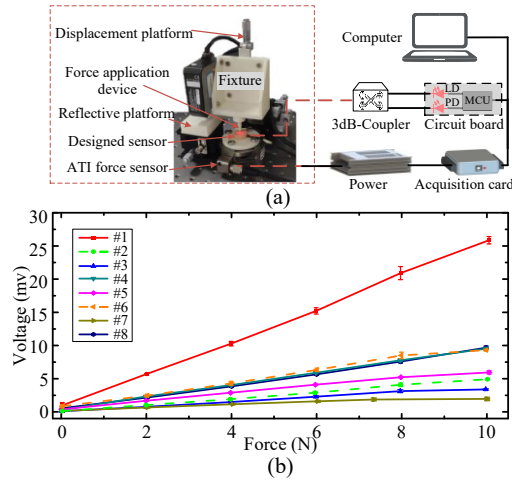 Displacement platform
Force application
device
Reflective platform
Designed sensor
ATI force sensor
Fixture
Computer
LD
PD
MCU
3dB-Coupler
Circuit board
Power
Acquisition card
(a)
Voltage (mv)
30
25
20
15
10
5
0
#1
#2
#3
#4
#5
#6
#7
#8
0
2
4
6
8
10
Force (N)
(b)